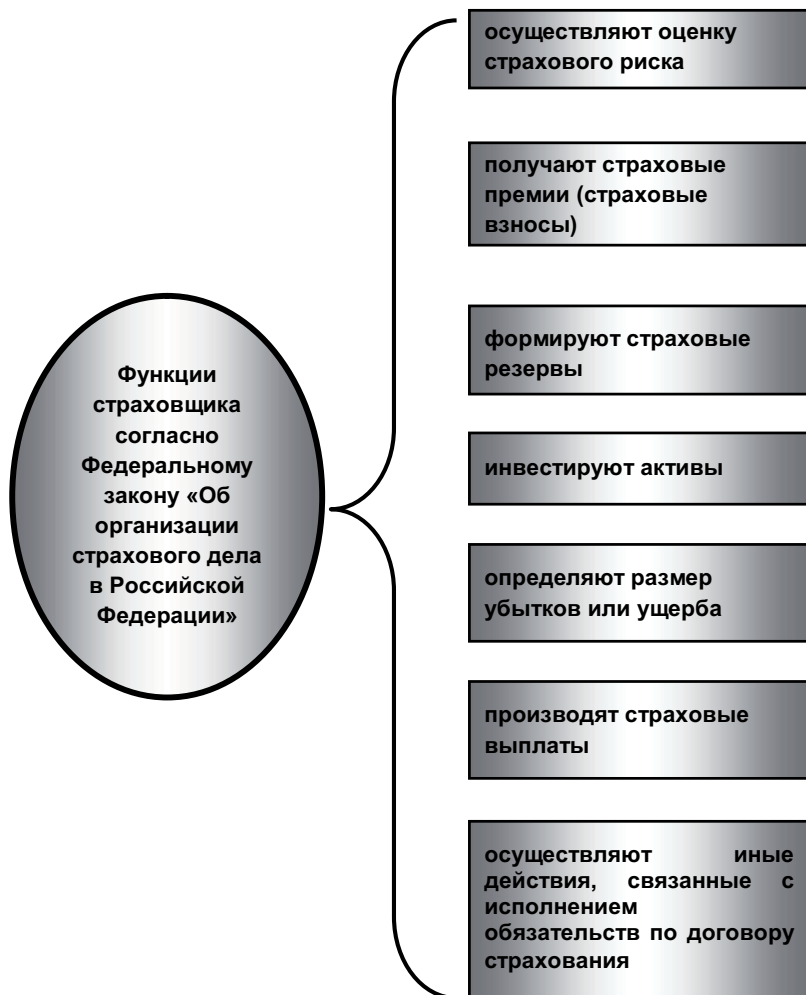 Функции
страховщика
согласно
Федеральному
закону «Об
организации
страхового дела
в Российской
Федерации»
осуществляют оценку
страхового риска
получают страховые
премии (страховые
взносы)
формируют страховые
резервы
инвестируют активы
определяют размер
убытков или ущерба
производят страховые
выплаты
осуществляют иные
действия, связанные с
исполнением
обязательств по договору
страхования